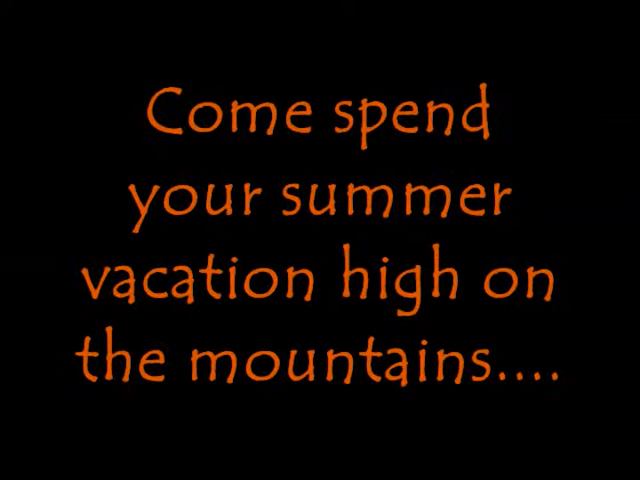 Come spend
your summer
vacation high on
the mountains....